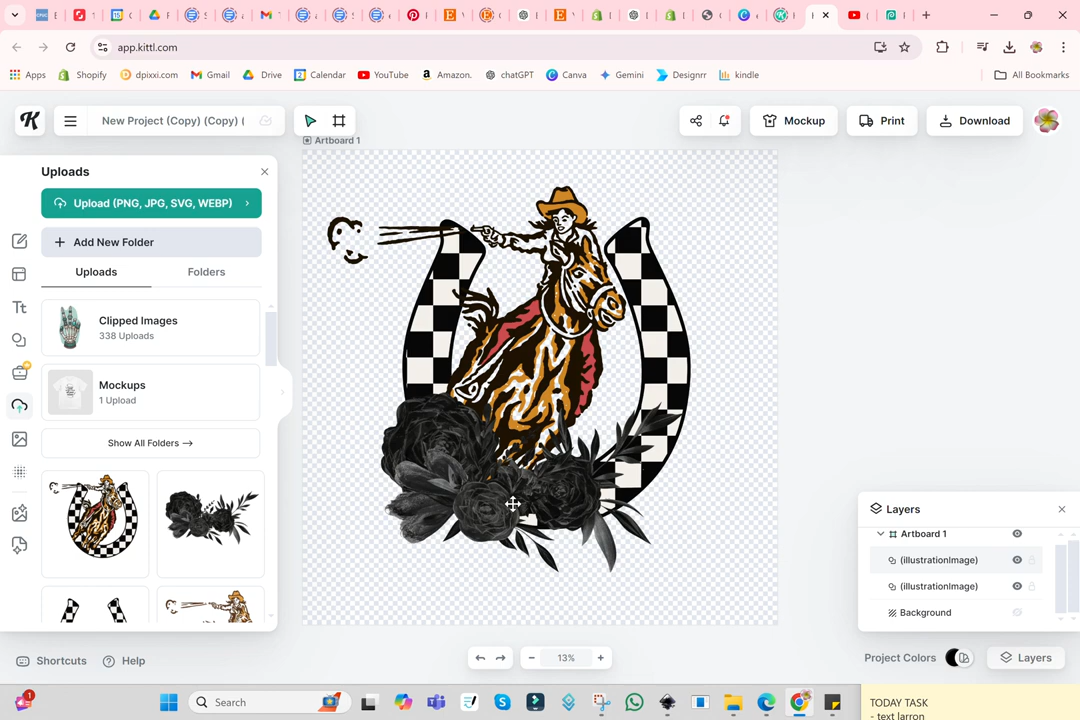 app.kittl.com
Apps
Shopify
dpixxi.com
Gmail
Drive
Calendar
YouTube
Amazon.
chatGPT
Canva
Gemini
Designrr
kindle
All Bookmarks
New Project (Copy) (Copy) (
Mockup
Print
Download
Artboard 1
Uploads
Upload (PNG, JPG, SVG, WEBP)
Add New Folder
Uploads
Folders
Clipped Images
338 Uploads
Mockups
1 Upload
Show All Folders
Layers
Artboard 1
(illustrationImage)
(illustrationImage)
Background
Shortcuts
Help
13%
Project Colors
Layers
Search
TODAY TASK
- text larron